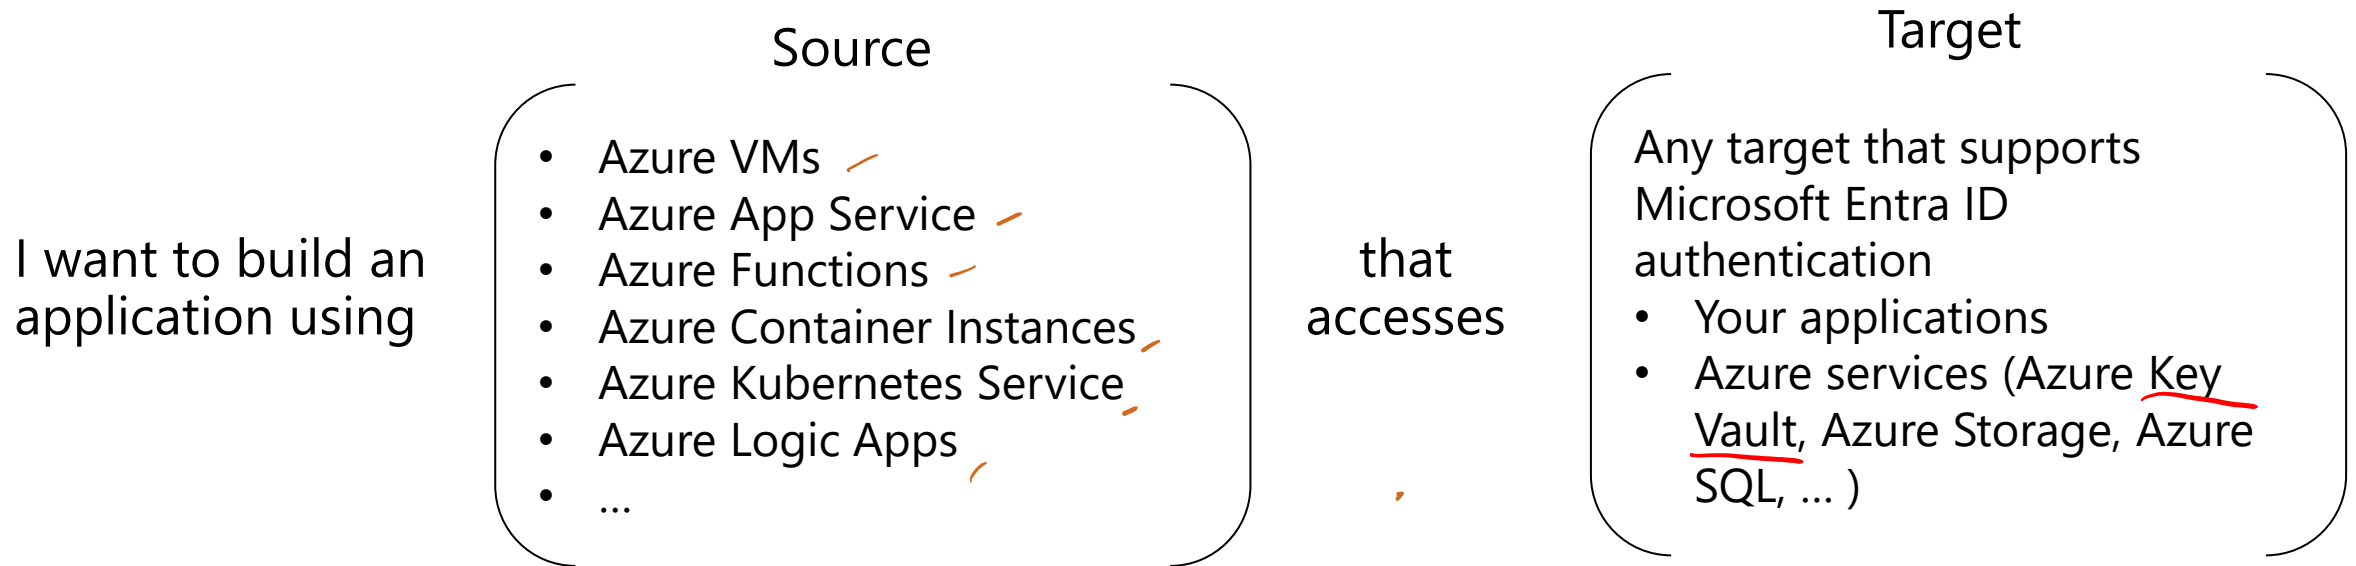 Source
Target
I want to build an
application using
• Azure VMs
• Azure App Service
• Azure Functions
• Azure Container Instances
• Azure Kubernetes Service
• Azure Logic Apps
• ...
that
accesses
Any target that supports
Microsoft Entra ID
authentication
• Your applications
• Azure services (Azure Key
Vault, Azure Storage, Azure
SQL, ... )